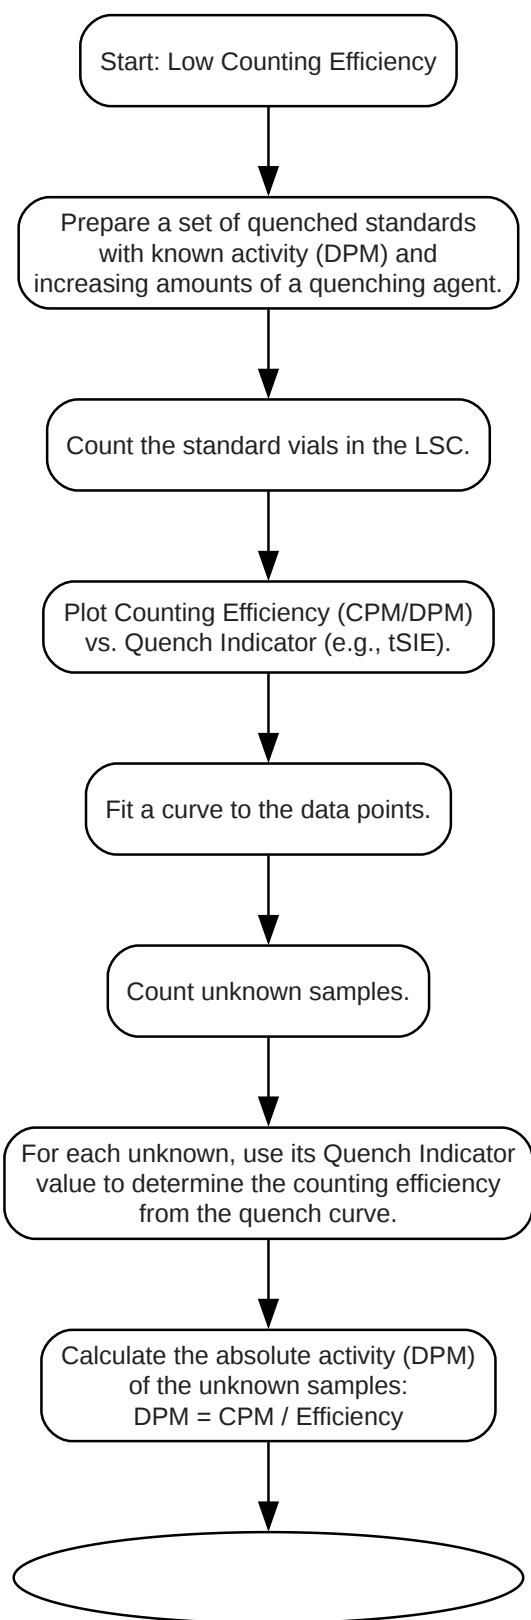 Start: Low Counting Efficiency
Prepare a set of quenched standards
with known activity (DPM) and
increasing amounts of a quenching agent.
Count the standard vials in the LSC.
Plot Counting Efficiency (CPM/DPM)
vs. Quench Indicator (e.g., tSIE).
Fit a curve to the data points.
Count unknown samples.
For each unknown, use its Quench Indicator
value to determine the counting efficiency
from the quench curve.
Calculate the absolute activity (DPM)
of the unknown samples:
DPM = CPM / Efficiency